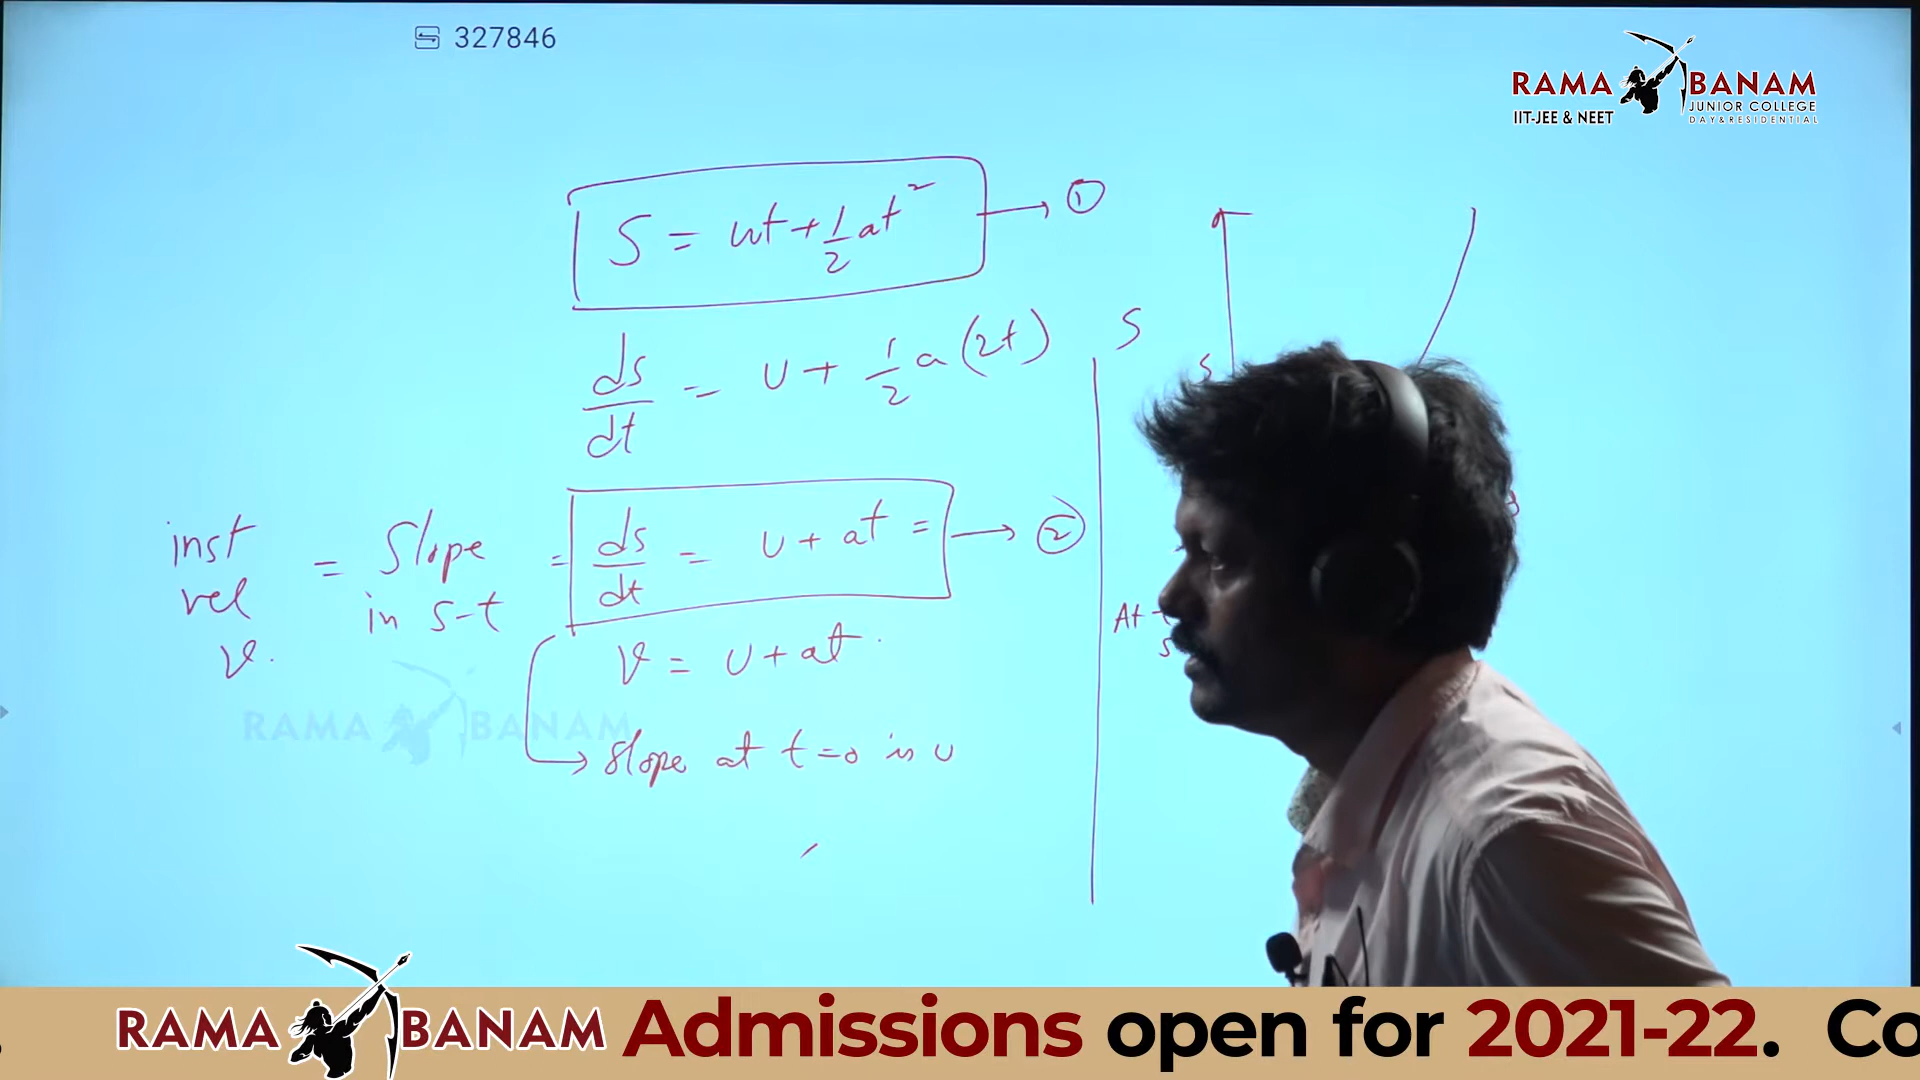 327846
RAMA BANAM
JUNIOR COLLEGE
IIT-JEE & NEET
DAY&RESIDENTIAL
S = ut + 1/2 at² → ①
ds/dt = u + 1/2 a (2t)
inst vel v. = Slope in s-t = ds/dt = u + at = → ②
v = u + at.
→ slope at t=0 is u
S
S
At t
s
RAMA BANAM
RAMA BANAM Admissions open for 2021-22. Co